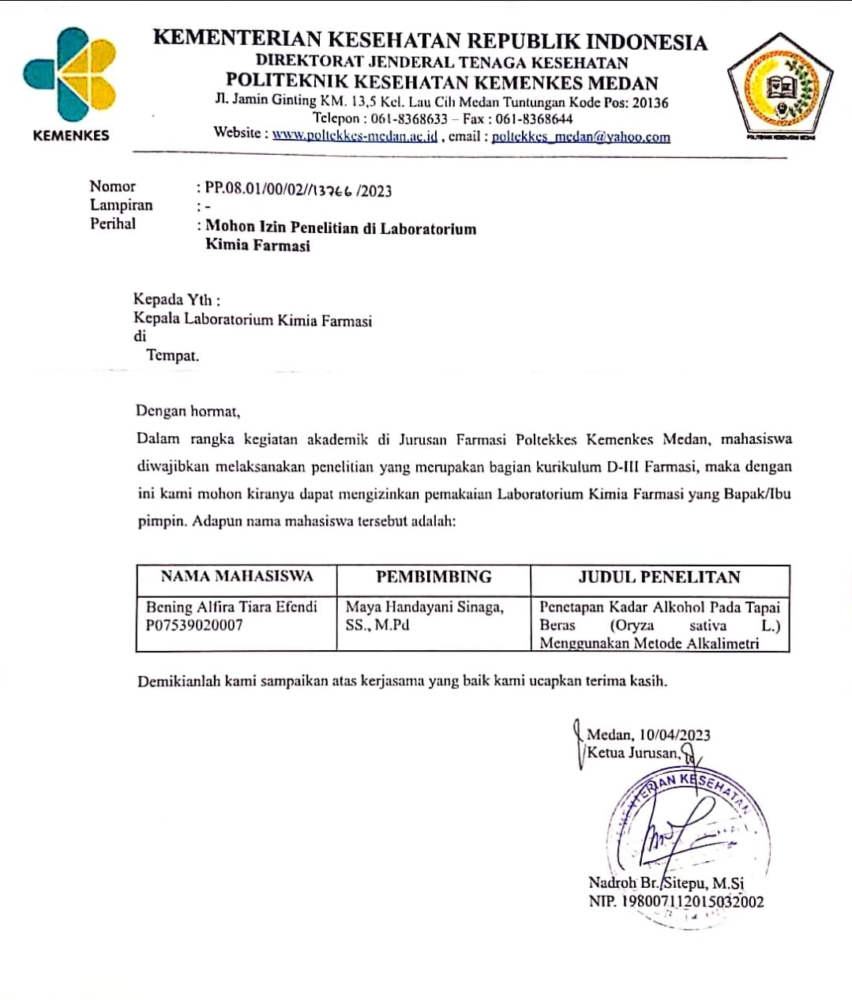 KEMENTERIAN KESEHATAN REPUBLIK INDONESIA
DIREKTORAT JENDERAL TENAGA KESEHATAN
POLITEKNIK KESEHATAN KEMENKES MEDAN
Jl. Jamin Ginting KM. 13,5 Kel. Lau Cih Medan Tuntungan Kode Pos: 20136
Telepon : 061-8368633 – Fax : 061-8368644
Website : www.poltekkes-medan.ac.id , email : poltekkes_medan@yahoo.com
KEMENKES
POLITEKNIK KESEHATAN MEDAN
Nomor : PP.08.01/00/02//13766 /2023
Lampiran : -
Perihal : Mohon Izin Penelitian di Laboratorium
Kimia Farmasi
Kepada Yth :
Kepala Laboratorium Kimia Farmasi
di
Tempat.
Dengan hormat,
Dalam rangka kegiatan akademik di Jurusan Farmasi Poltekkes Kemenkes Medan, mahasiswa
diwajibkan melaksanakan penelitian yang merupakan bagian kurikulum D-III Farmasi, maka dengan
ini kami mohon kiranya dapat mengizinkan pemakaian Laboratorium Kimia Farmasi yang Bapak/Ibu
pimpin. Adapun nama mahasiswa tersebut adalah:
NAMA MAHASISWA PEMBIMBING JUDUL PENELITAN
Bening Alfira Tiara Efendi Maya Handayani Sinaga, Penetapan Kadar Alkohol Pada Tapai
P07539020007 SS., M.Pd Beras (Oryza sativa L.)
Menggunakan Metode Alkalimetri
Demikianlah kami sampaikan atas kerjasama yang baik kami ucapkan terima kasih.
Medan, 10/04/2023
Ketua Jurusan,
KEMENTERIAN KESEHATAN
Nadroh Br. Sitepu, M.Si
NIP. 198007112015032002